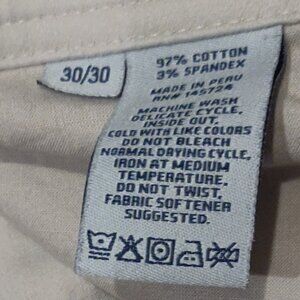 30/30
97% COTTON
3% SPANDEX
MADE IN PERU
RN# 145724
MACHINE WASH
DELICATE CYCLE,
INSIDE OUT,
COLD WITH LIKE COLORS
DO NOT BLEACH
NORMAL DRYING CYCLE,
IRON AT MEDIUM
TEMPERATURE.
DO NOT TWIST,
FABRIC SOFTENER
SUGGESTED.